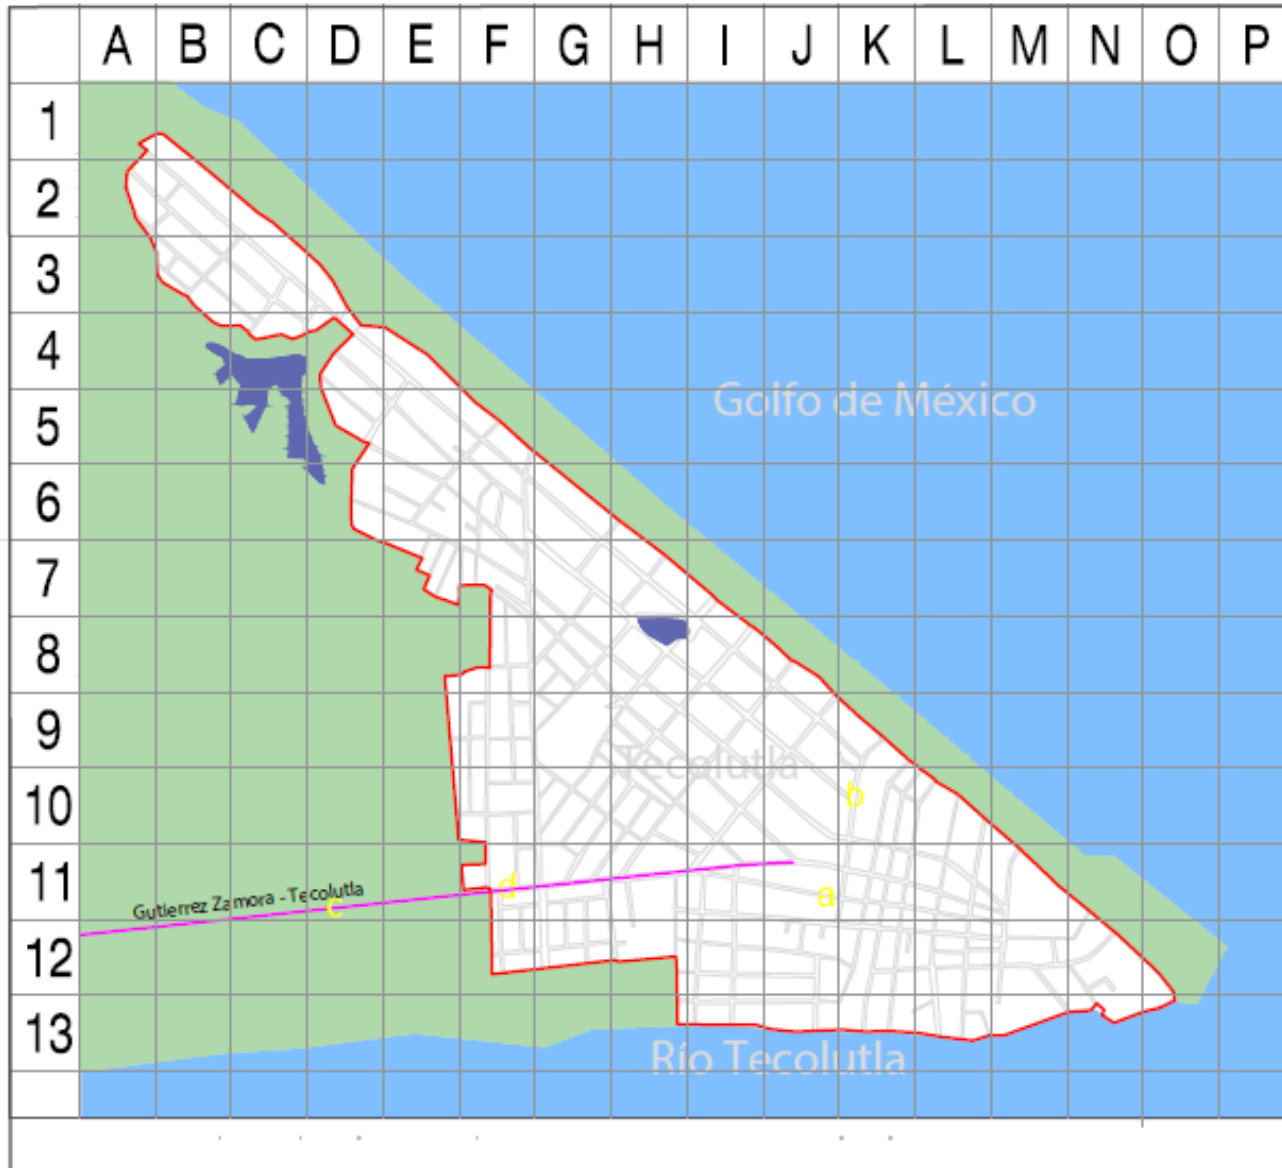 A B C D E F G H I J K L M N O P
1
2
3
4
Golfo de México
5
6
7
8
9
Tecolutla
10
b
11
d
a
Gutierrez Zamora - Tecolutla
c
12
13
Río Tecolutla